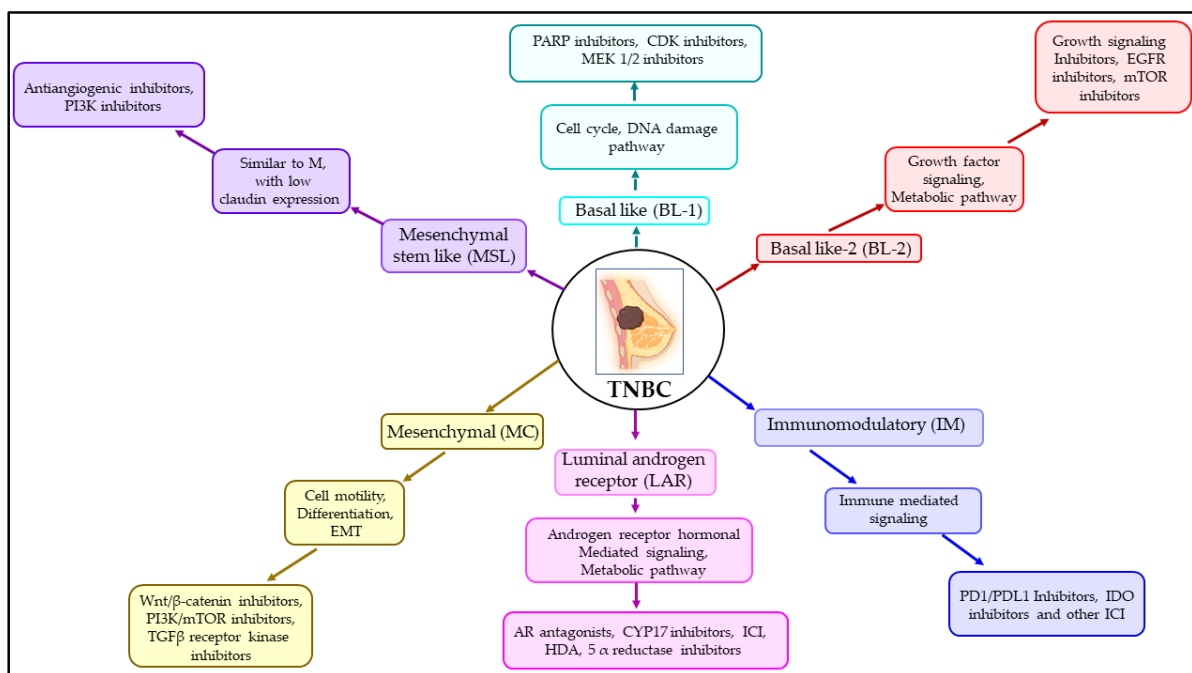 PARP inhibitors, CDK inhibitors,
MEK 1/2 inhibitors
Cell cycle, DNA damage
pathway
Basal like (BL-1)
Growth signaling
Inhibitors, EGFR
inhibitors, mTOR
inhibitors
Growth factor
signaling,
Metabolic pathway
Basal like-2 (BL-2)
Antiangiogenic inhibitors,
PI3K inhibitors
Similar to M,
with low
claudin expression
Mesenchymal
stem like (MSL)
TNBC
Mesenchymal (MC)
Cell motility,
Differentiation,
EMT
Wnt/β-catenin inhibitors,
PI3K/mTOR inhibitors,
TGFβ receptor kinase
inhibitors
Luminal androgen
receptor (LAR)
Androgen receptor hormonal
Mediated signaling,
Metabolic pathway
AR antagonists, CYP17 inhibitors, ICI,
HDA, 5 α reductase inhibitors
Immunomodulatory (IM)
Immune mediated
signaling
PD1/PDL1 Inhibitors, IDO
inhibitors and other ICI